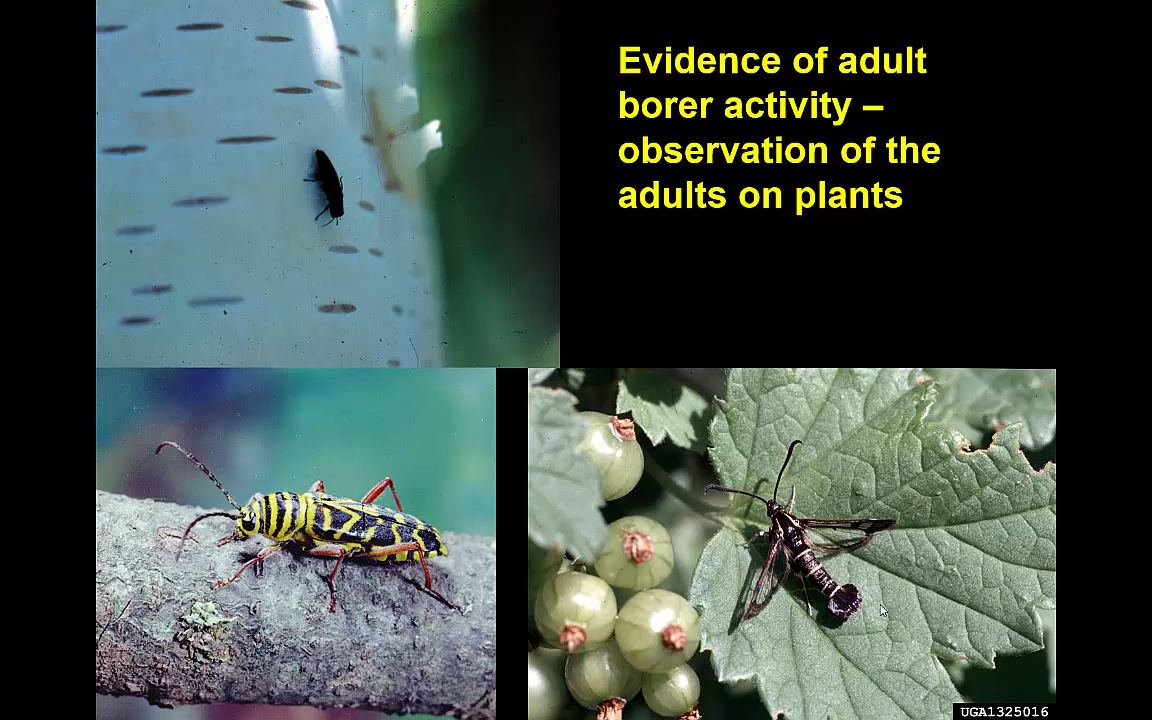 Evidence of adult
borer activity –
observation of the
adults on plants
UGA1325016